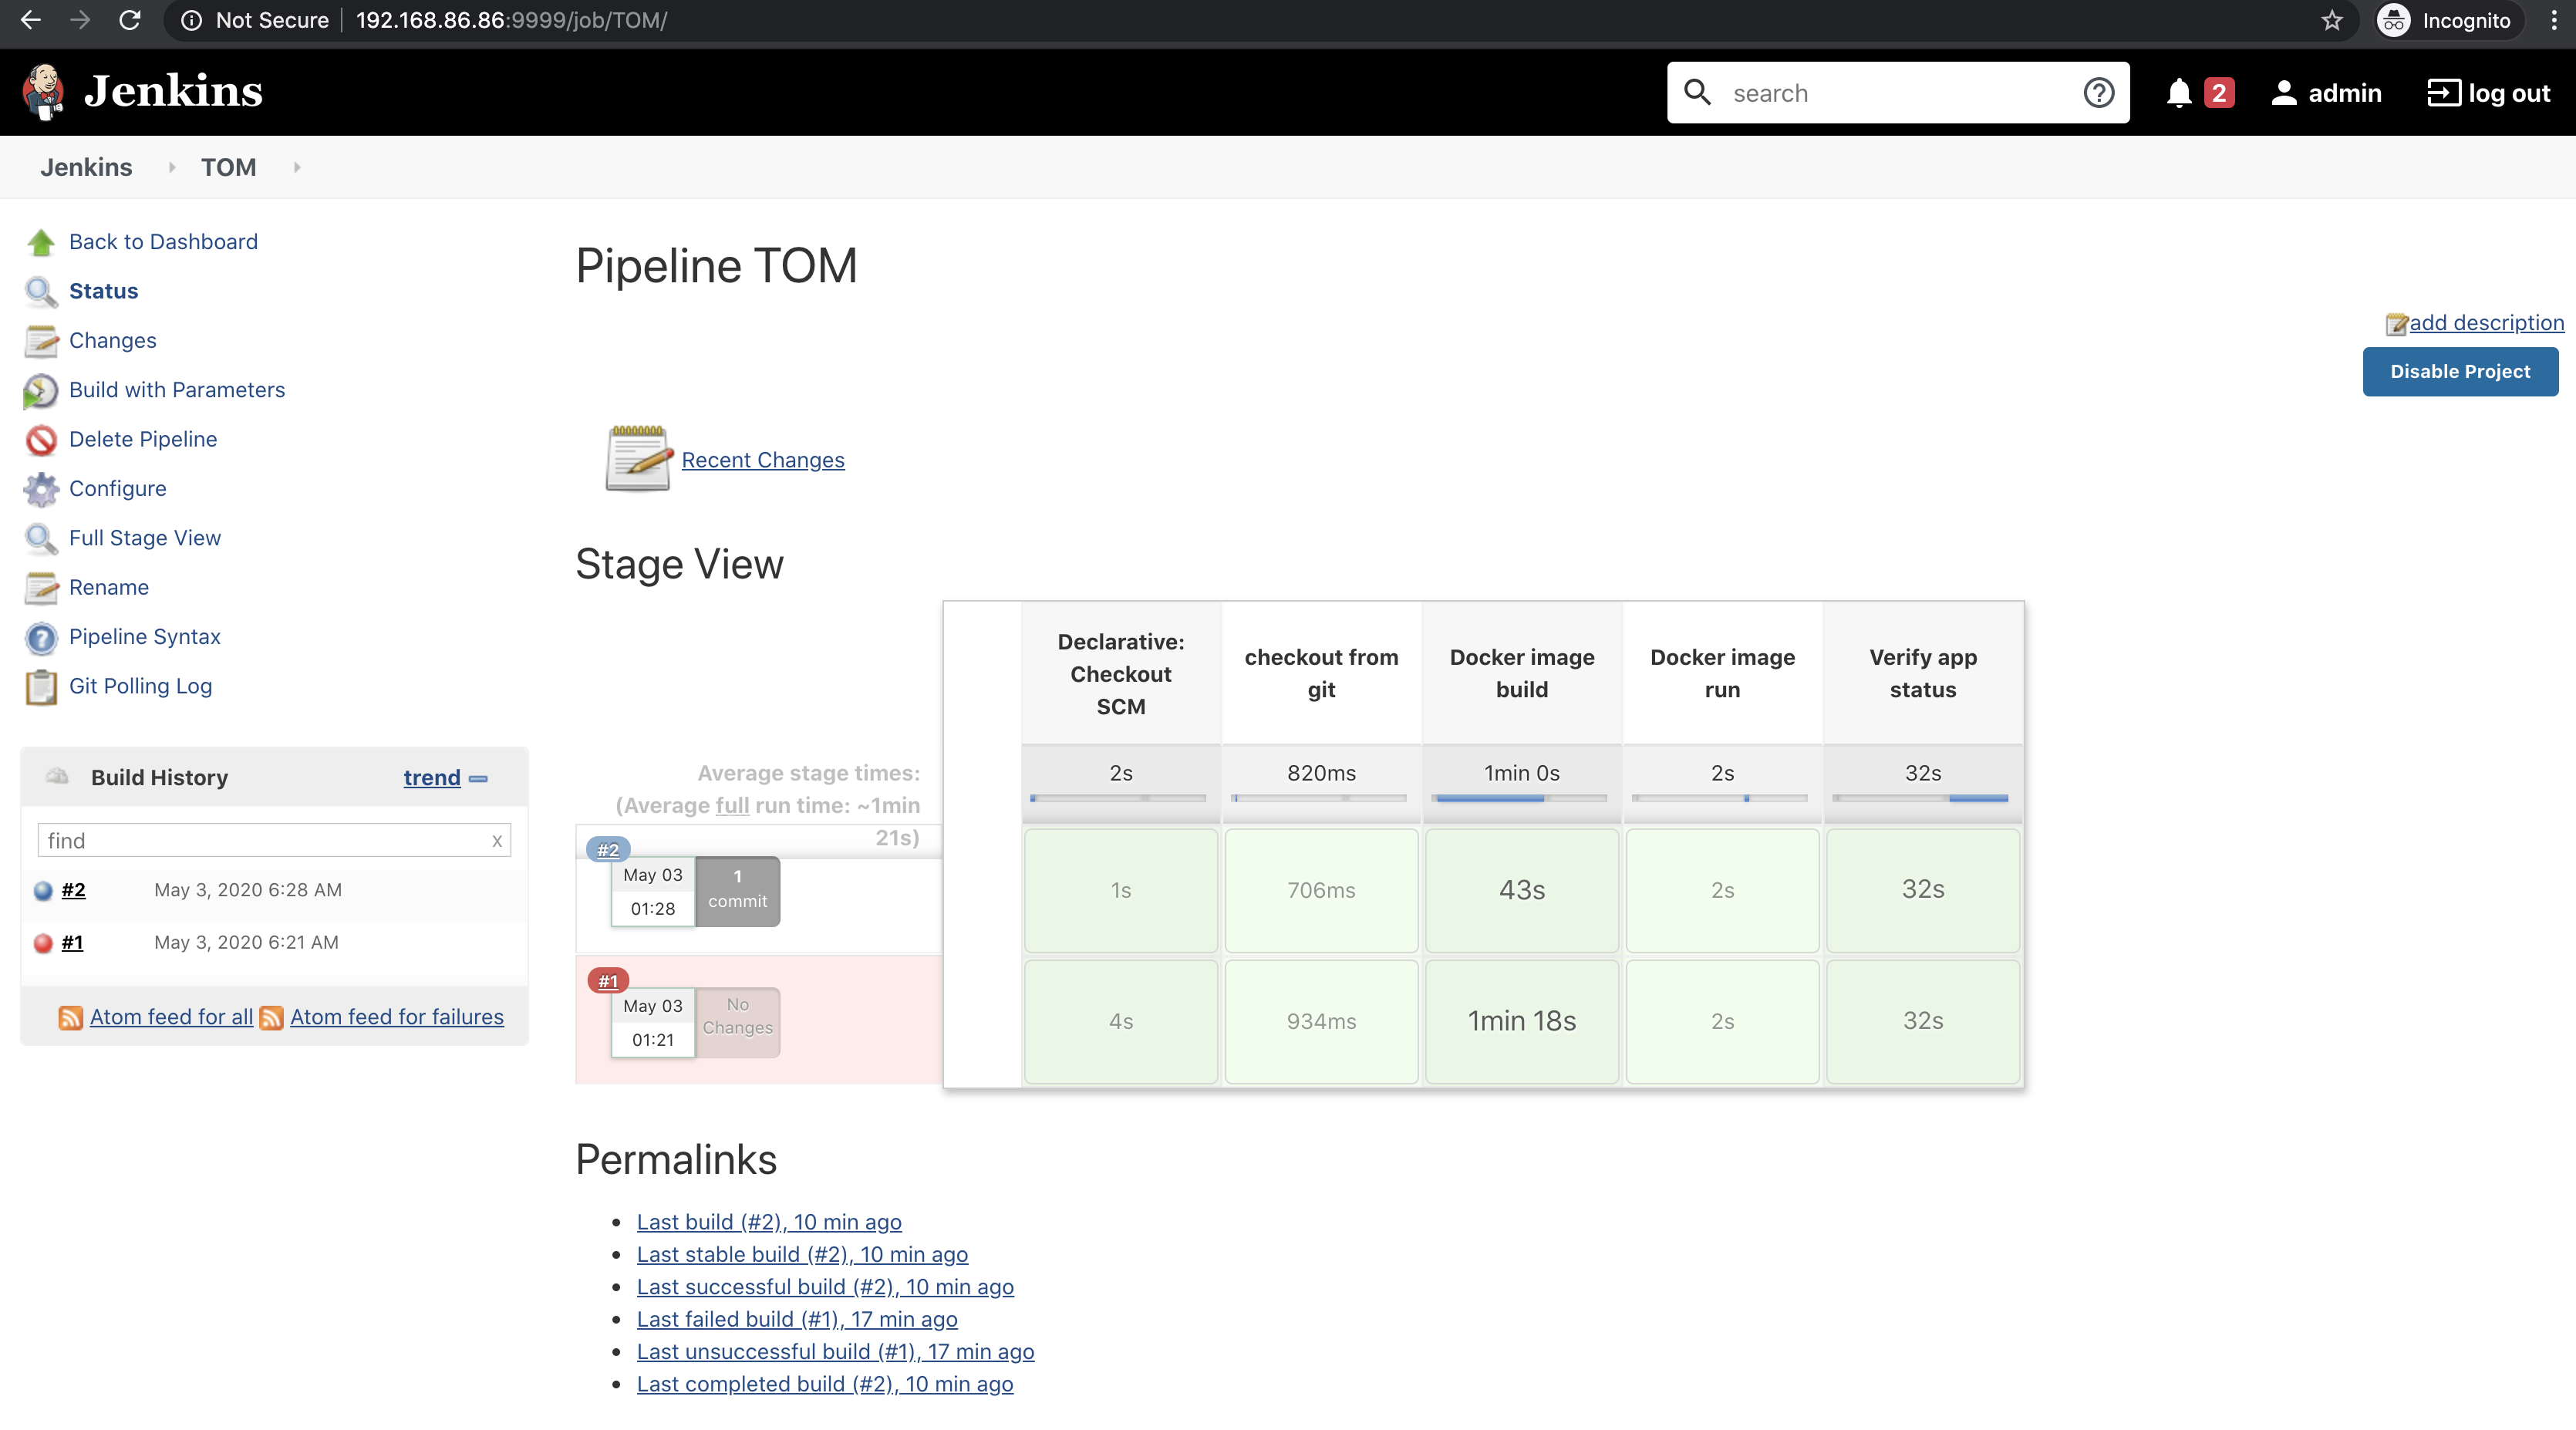 Not Secure 192.168.86.86:9999/job/TOM/
Incognito
Jenkins
search
2
admin
log out
Jenkins
TOM
Back to Dashboard
Status
Changes
Build with Parameters
Delete Pipeline
Configure
Full Stage View
Rename
Pipeline Syntax
Git Polling Log
Build History
trend
find
x
#2 May 3, 2020 6:28 AM
#1 May 3, 2020 6:21 AM
Atom feed for all Atom feed for failures
Pipeline TOM
add description
Disable Project
Recent Changes
Stage View
Declarative:
Checkout
SCM
checkout from
git
Docker image
build
Docker image
run
Verify app
status
Average stage times:
(Average full run time: ~1min
21s)
2s
820ms
1min 0s
2s
32s
#2
May 03
01:28
1
commit
1s
706ms
43s
2s
32s
#1
May 03
01:21
No
Changes
4s
934ms
1min 18s
2s
32s
Permalinks
Last build (#2), 10 min ago
Last stable build (#2), 10 min ago
Last successful build (#2), 10 min ago
Last failed build (#1), 17 min ago
Last unsuccessful build (#1), 17 min ago
Last completed build (#2), 10 min ago